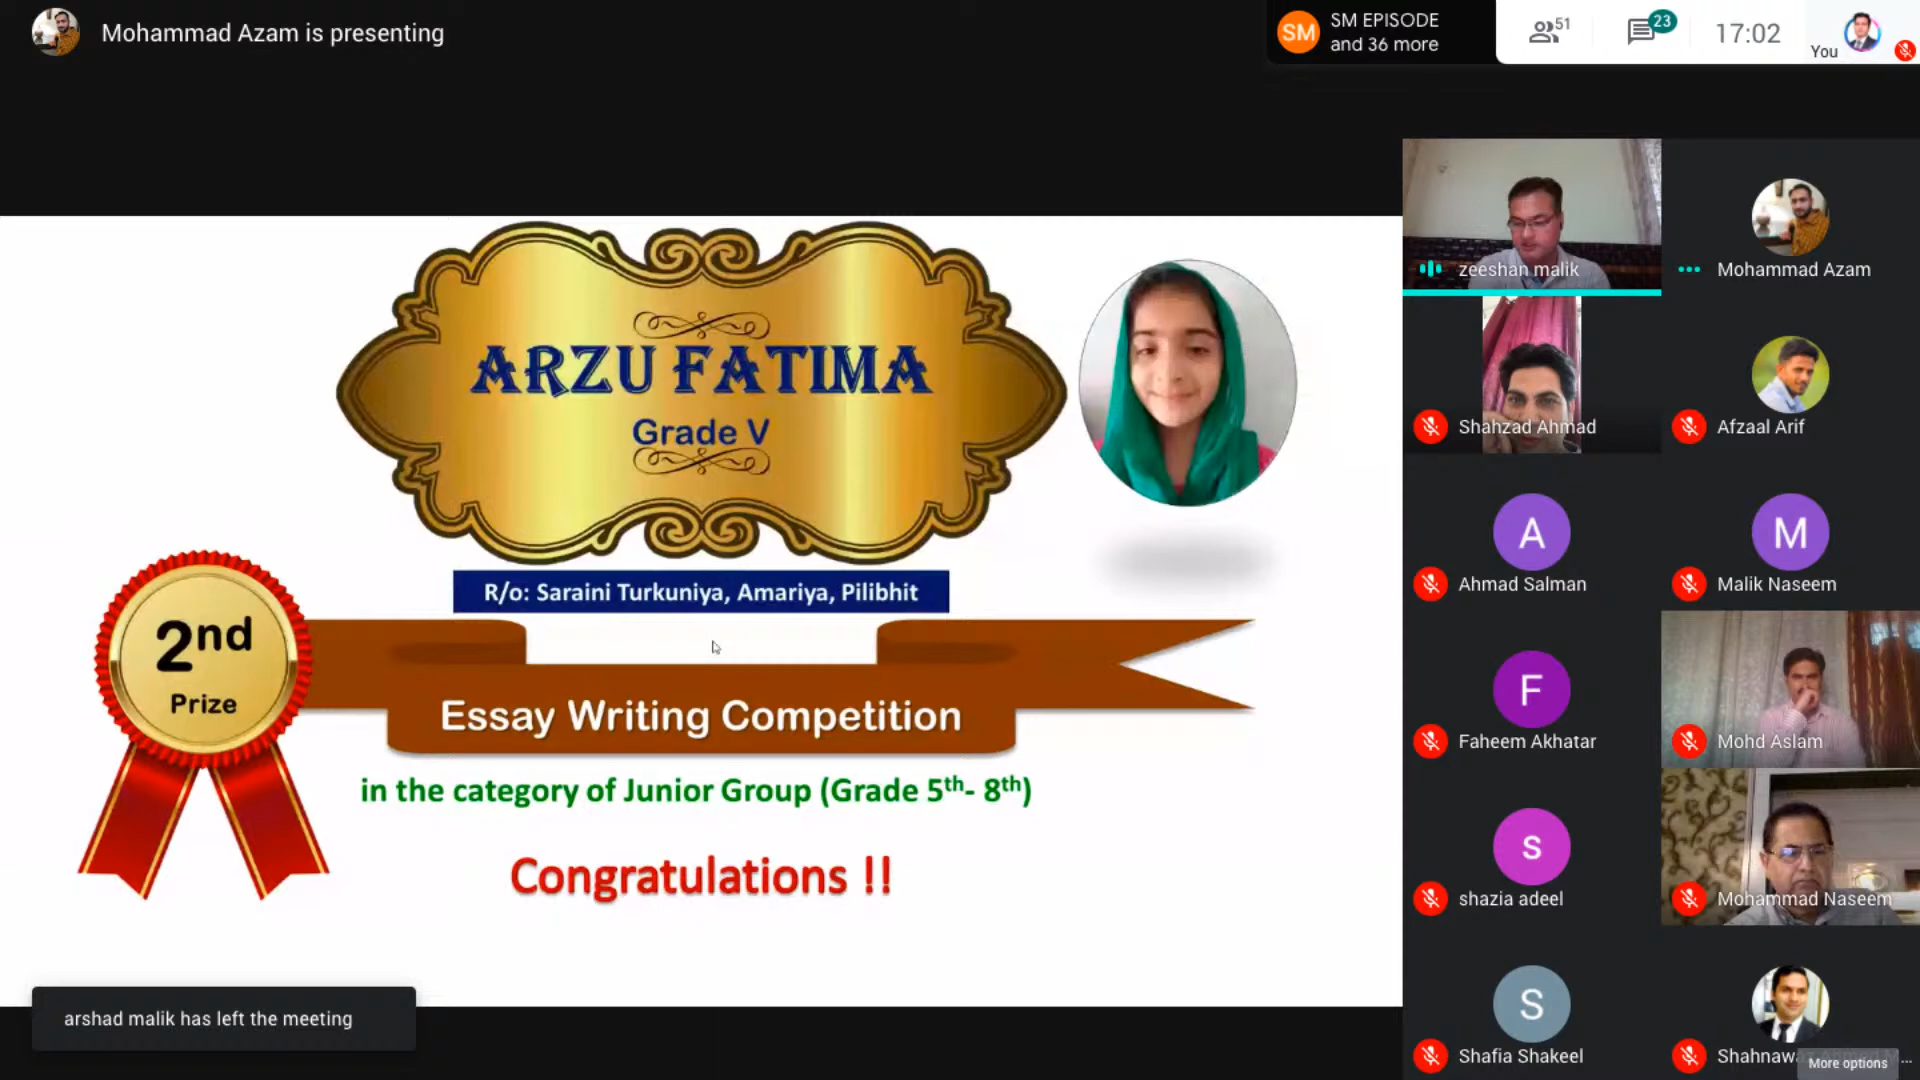 Mohammad Azam is presenting
SM
SM EPISODE
and 36 more
51
23
17:02
You
ARZU FATIMA
Grade V
R/o: Saraini Turkuniya, Amariya, Pilibhit
2nd
Prize
Essay Writing Competition
in the category of Junior Group (Grade 5th- 8th)
Congratulations !!
arshad malik has left the meeting
zeeshan malik
Mohammad Azam
Shahzad Ahmad
Afzaal Arif
A
Ahmad Salman
M
Malik Naseem
F
Faheem Akhatar
Mohd Aslam
s
shazia adeel
Mohammad Naseem
S
Shafia Shakeel
More options